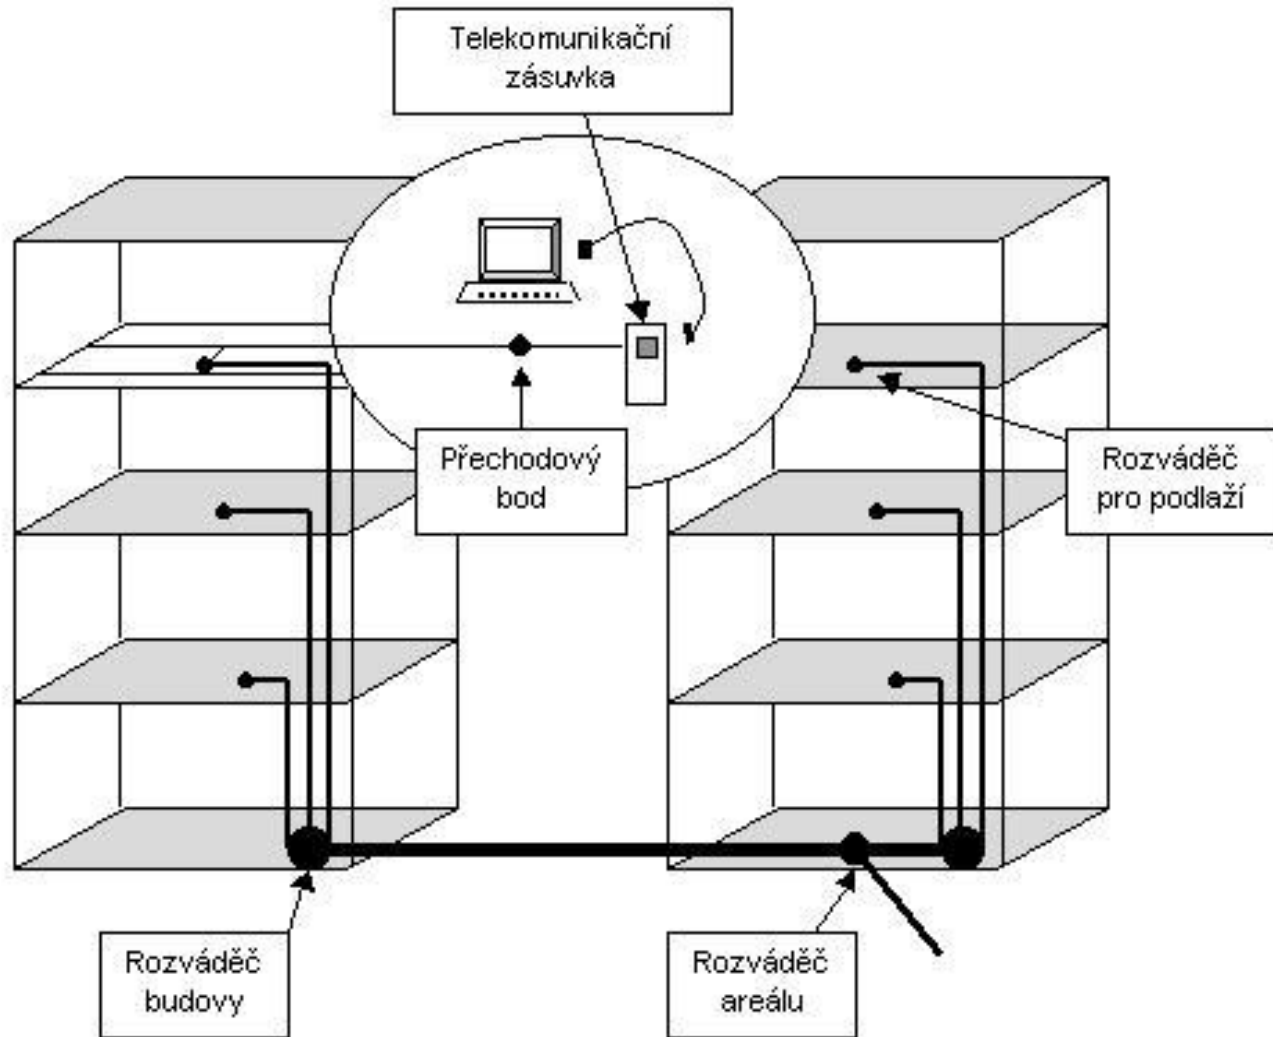 Telekomunikační
zásuvka
Přechodový
bod
Rozváděč
pro podlaží
Rozváděč
budovy
Rozváděč
areálu